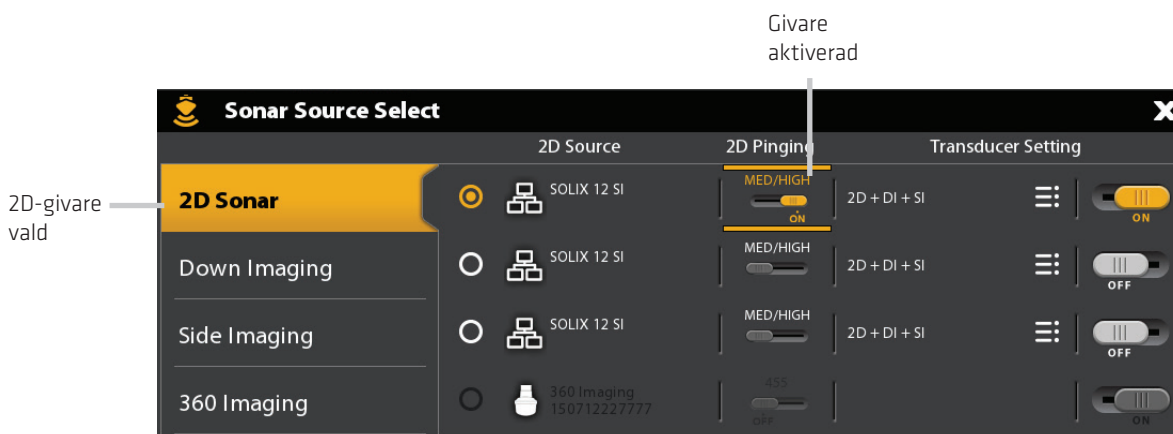 Givare
aktiverad
Sonar Source Select X
2D Source 2D Pinging Transducer Setting
2D-givare
vald
2D Sonar
SOLIX 12 SI MED/HIGH ON 2D + DI + SI ON
Down Imaging
SOLIX 12 SI MED/HIGH 2D + DI + SI OFF
Side Imaging
SOLIX 12 SI MED/HIGH 2D + DI + SI OFF
360 Imaging
360 Imaging 455
150712227777 OFF ON